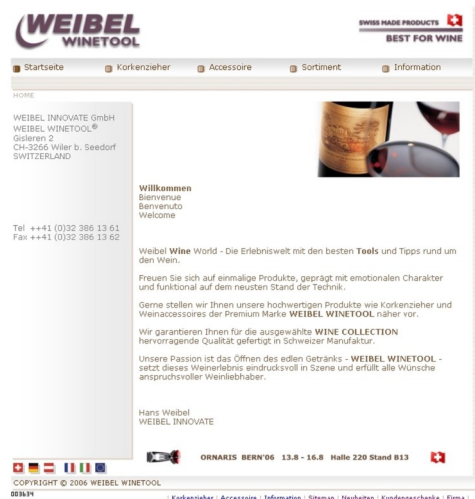 WEIBEL
WINETOOL
SWISS MADE PRODUCTS
BEST FOR WINE
Startseite
Korkenzieher
Accessoire
Sortiment
Information
HOME
WEIBEL INNOVATE GmbH
WEIBEL WINETOOL®
Gisleren 2
CH-3266 Wiler b. Seedorf
SWITZERLAND
Tel ++41 (0)32 386 13 61
Fax ++41 (0)32 386 13 62
Willkommen
Bienvenue
Benvenuto
Welcome
Weibel Wine World - Die Erlebniswelt mit den besten Tools und Tipps rund um
den Wein.
Freuen Sie sich auf einmalige Produkte, geprägt mit emotionalen Charakter
und funktional auf dem neusten Stand der Technik.
Gerne stellen wir Ihnen unsere hochwertigen Produkte wie Korkenzieher und
Weinaccessoires der Premium Marke WEIBEL WINETOOL näher vor.
Wir garantieren Ihnen für die ausgewählte WINE COLLECTION
hervorragende Qualität gefertigt in Schweizer Manufaktur.
Unsere Passion ist das Öffnen des edlen Getränks - WEIBEL WINETOOL -
setzt dieses Weinerlebnis eindrucksvoll in Szene und erfüllt alle Wünsche
anspruchsvoller Weinliebhaber.
Hans Weibel
WEIBEL INNOVATE
ORNARIS BERN'06 13.8 - 16.8 Halle 220 Stand B13
COPYRIGHT © 2006 WEIBEL WINETOOL
003634
| Korkenzieher | Accessoire | Information | Sitemap | Neuheiten | Kundengeschenke | Firma |